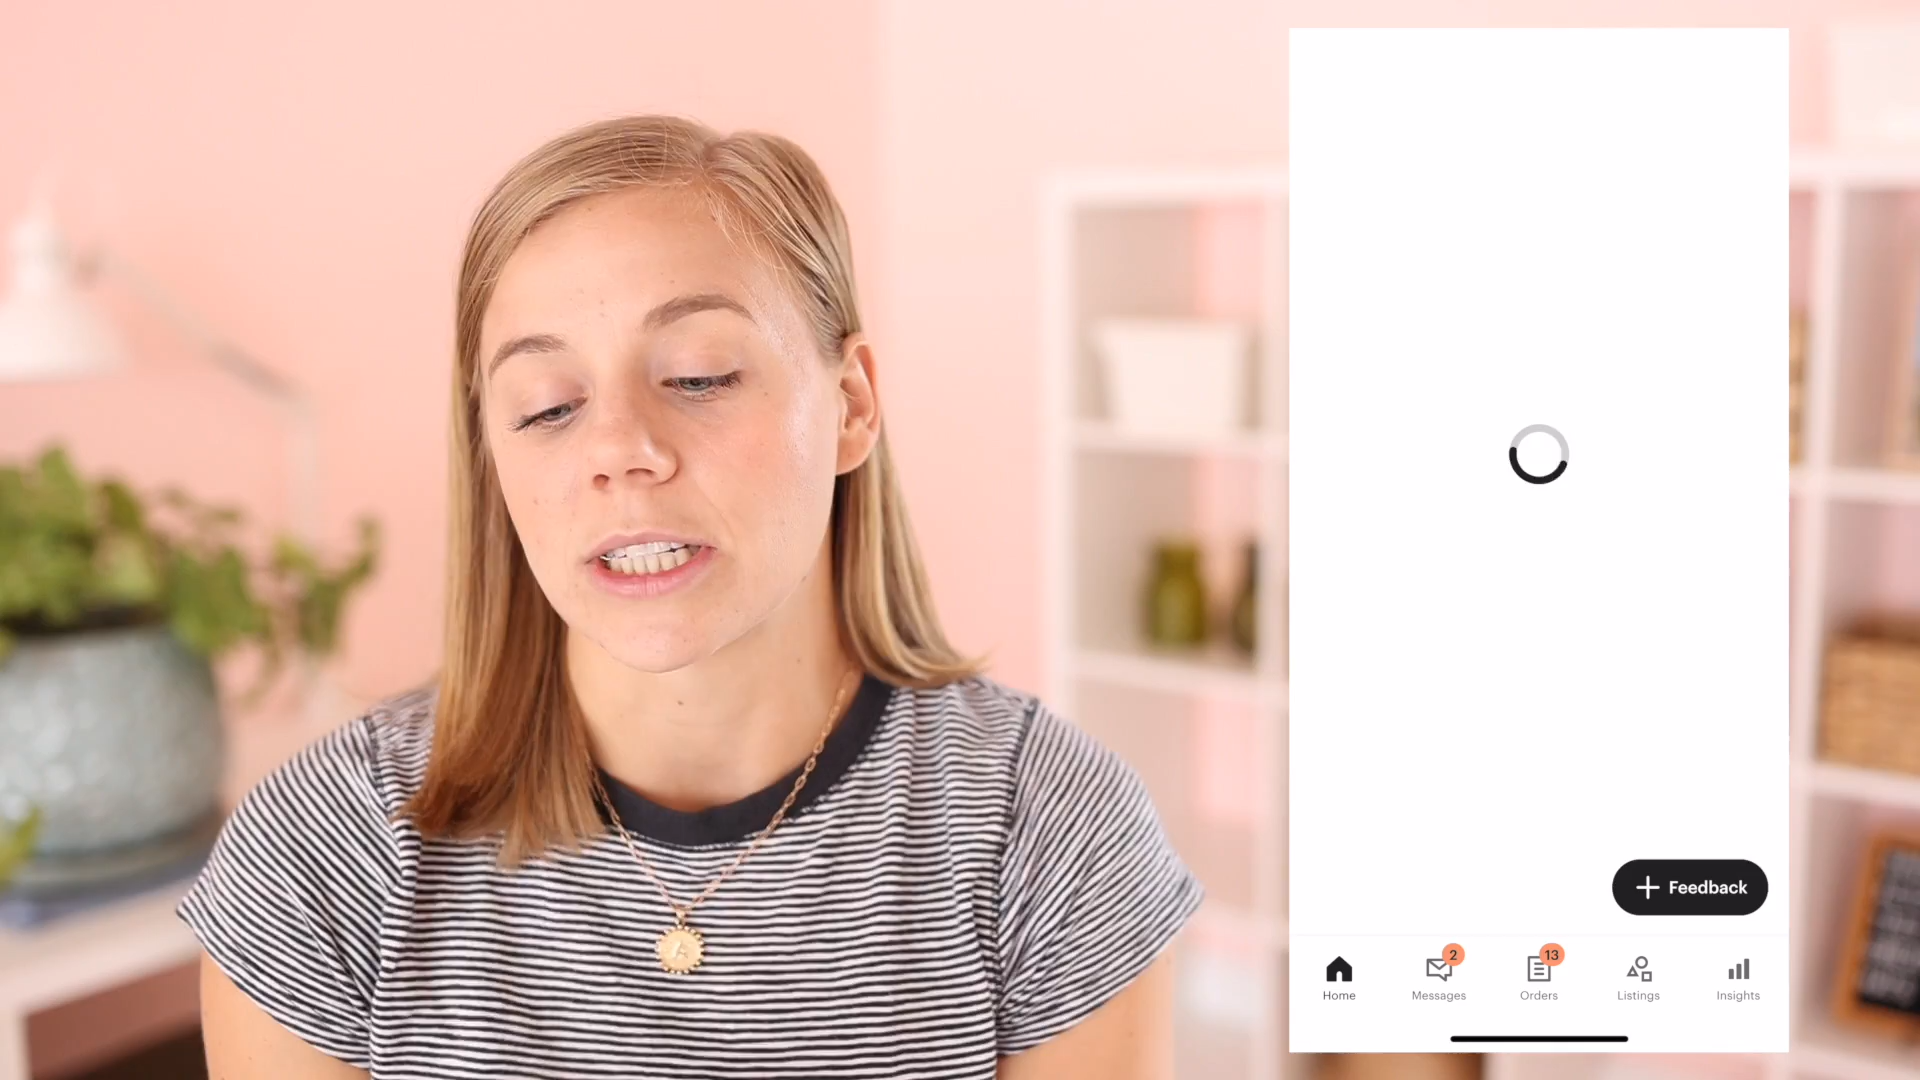 A
+ Feedback
2
13
Home
Messages
Orders
Listings
Insights